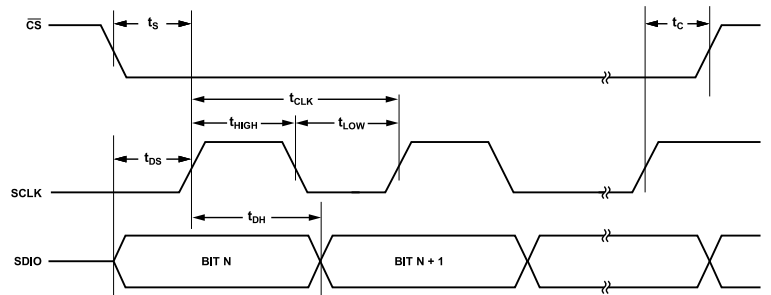 CS
tS
tC
tCLK
tHIGH
tLOW
tDS
SCLK
tDH
SDIO
BIT N
BIT N + 1